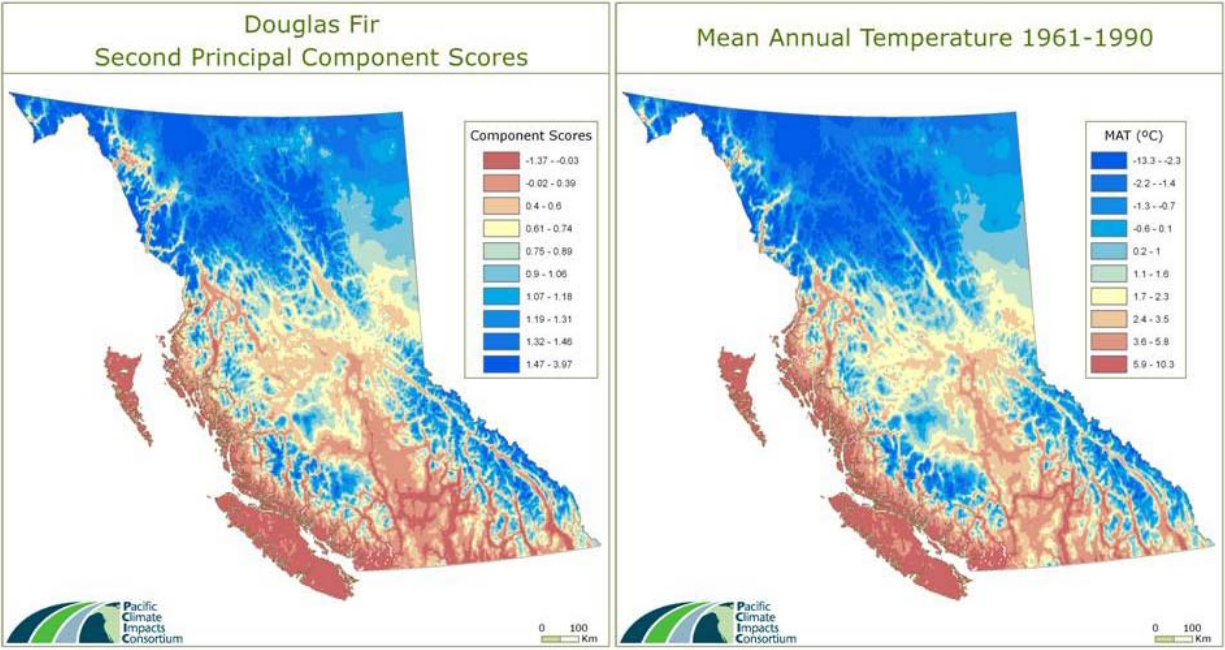 Douglas Fir
Second Principal Component Scores
Component Scores
-1.37 - -0.03
-0.02 - 0.39
0.4 - 0.6
0.61 - 0.74
0.75 - 0.89
0.9 - 1.06
1.07 - 1.18
1.19 - 1.31
1.32 - 1.46
1.47 - 3.97
Pacific
Climate
Impacts
Consortium
0 100
Km
Mean Annual Temperature 1961-1990
MAT (ºC)
-13.3 - -2.3
-2.2 - -1.4
-1.3 - -0.7
-0.6 - 0.1
0.2 - 1
1.1 - 1.6
1.7 - 2.3
2.4 - 3.5
3.6 - 5.8
5.9 - 10.3
Pacific
Climate
Impacts
Consortium
0 100
Km